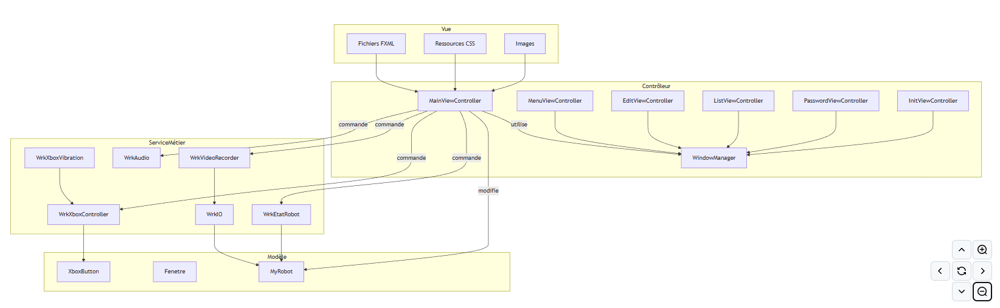 Vue
Fichiers FXML
Ressources CSS
Images
Contrôleur
MainViewController
MenuViewController
EditViewController
ListViewController
PasswordViewController
InitViewController
commande
commande
utilise
ServiceMétier
WrkXboxVibration
WrkAudio
WrkVideoRecorder
commande
commande
WindowManager
modifie
WrkXboxController
WrkIO
WrkEtatRobot
Modèle
XboxButton
Fenetre
MyRobot